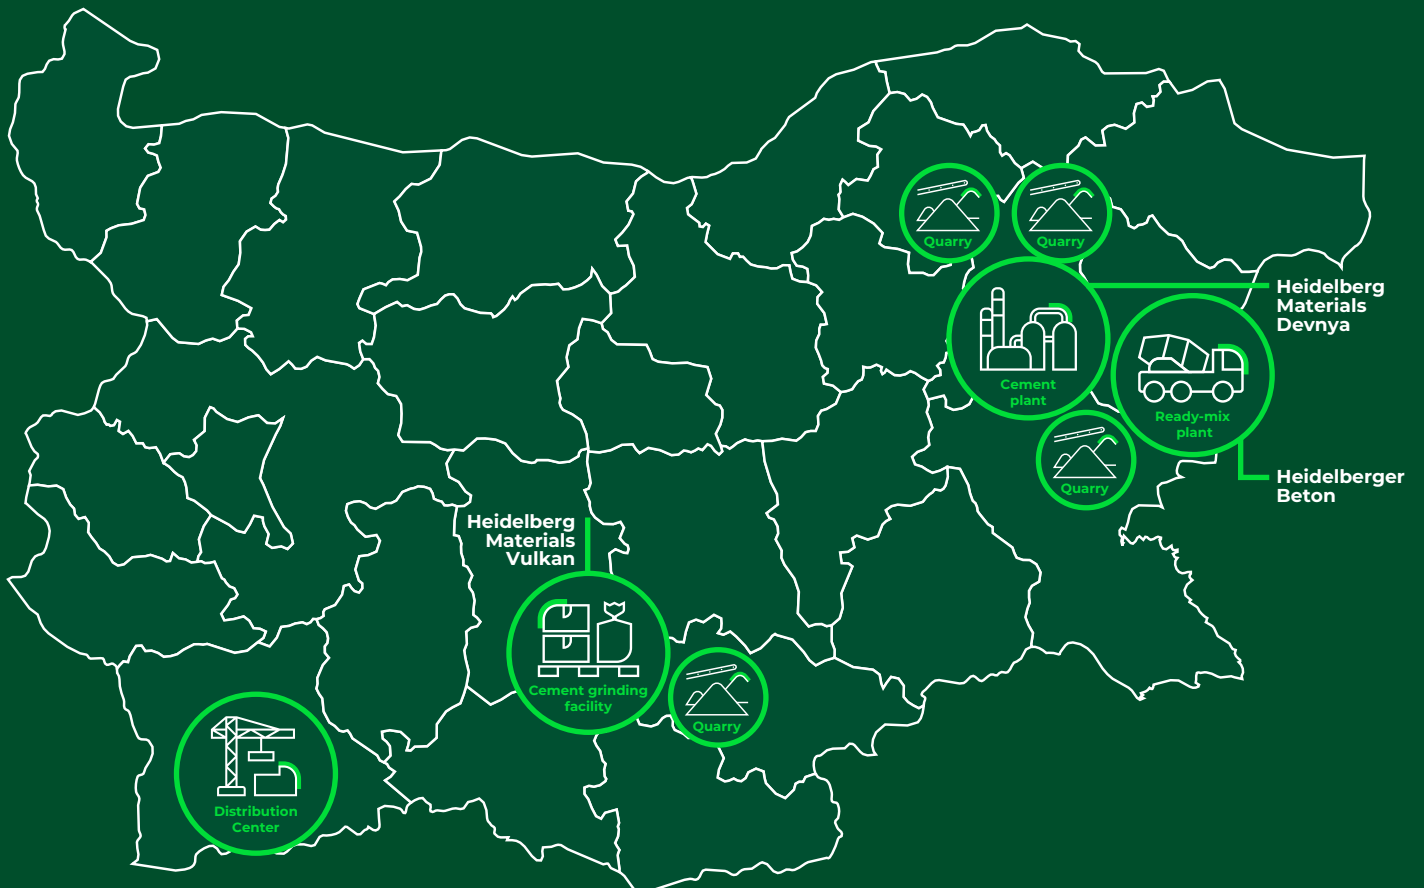 Quarry
Quarry
Heidelberg
Materials
Devnya
Cement
plant
Ready-mix
plant
Quarry
Heidelberger
Beton
Heidelberg
Materials
Vulkan
Cement grinding
facility
Quarry
Distribution
Center